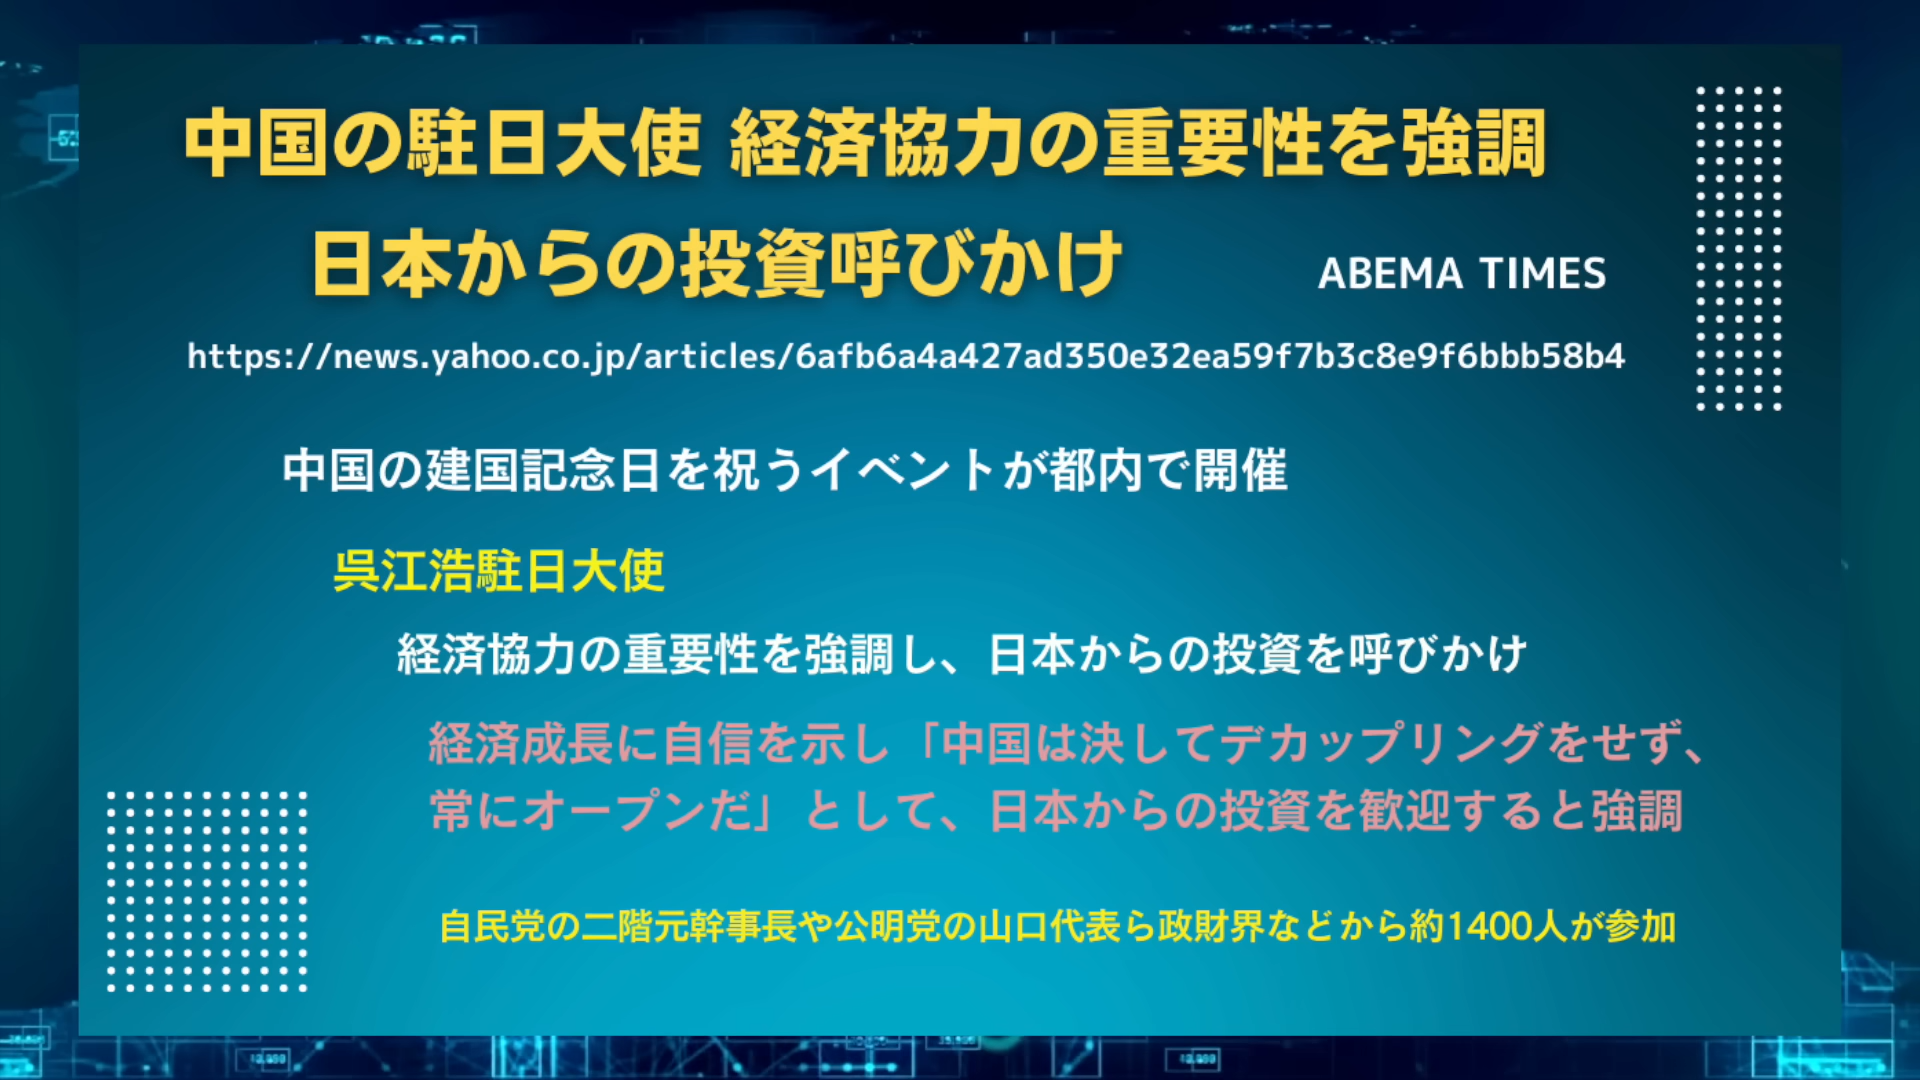 中国の駐日大使 経済協力の重要性を強調
日本からの投資呼びかけ
ABEMA TIMES
https://news.yahoo.co.jp/articles/6afb6a4a427ad350e32ea59f7b3c8e9f6bbb58b4
中国の建国記念日を祝うイベントが都内で開催
呉江浩駐日大使
経済協力の重要性を強調し、日本からの投資を呼びかけ
経済成長に自信を示し「中国は決してデカップリングをせず、
常にオープンだ」として、日本からの投資を歓迎すると強調
自民党の二階元幹事長や公明党の山口代表ら政財界などから約1400人が参加